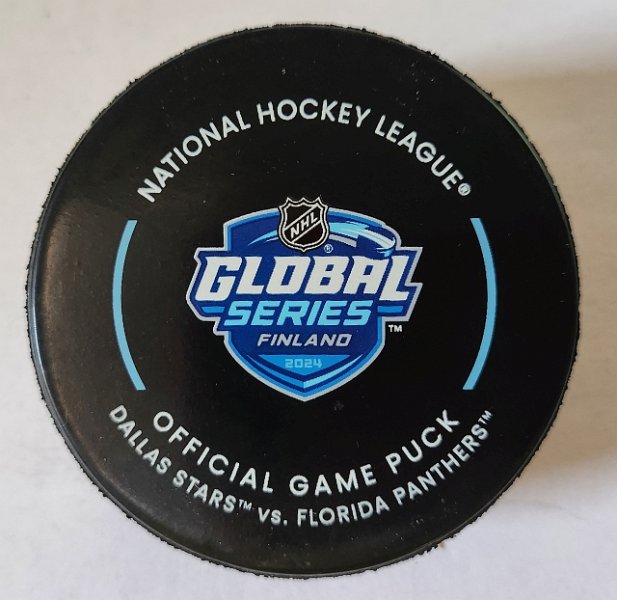 NATIONAL HOCKEY LEAGUE®
NHL
®
GLOBAL
SERIES
™
FINLAND
2024
OFFICIAL GAME PUCK
DALLAS STARS™ VS. FLORIDA PANTHERS™